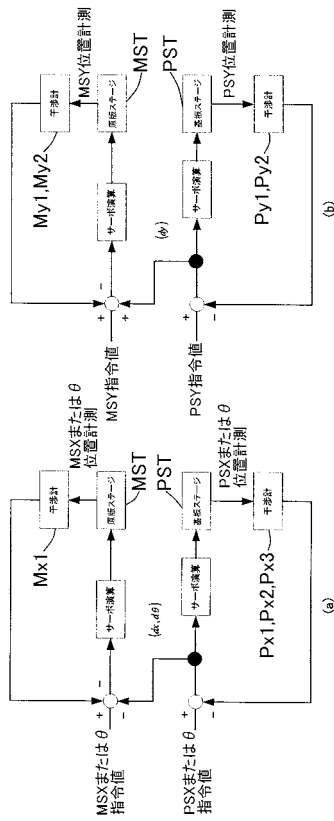 MSXまたはθ
指令値
+
-
-
サーボ演算
原版ステージ
MST
干渉計
Mx1
MSXまたはθ
位置計測
(dx,dθ)
PSXまたはθ
指令値
+
-
サーボ演算
基板ステージ
PST
干渉計
Px1,Px2,Px3
PSXまたはθ
位置計測
(a)
MSY指令値
+
-
+
サーボ演算
原版ステージ
MST
干渉計
My1,My2
MSY位置計測
(dy)
PSY指令値
+
-
サーボ演算
基板ステージ
PST
干渉計
Py1,Py2
PSY位置計測
(b)